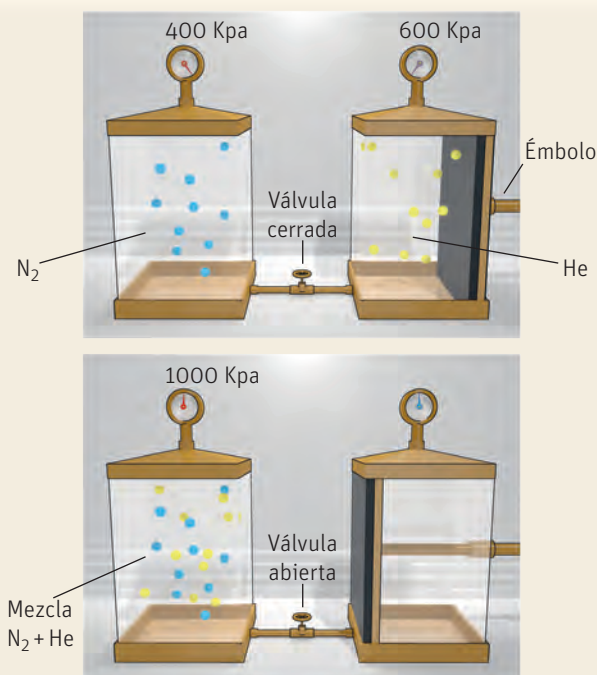 400 Kpa
600 Kpa
Émbolo
Válvula
cerrada
N₂
He
1000 Kpa
Válvula
abierta
Mezcla
N₂ + He